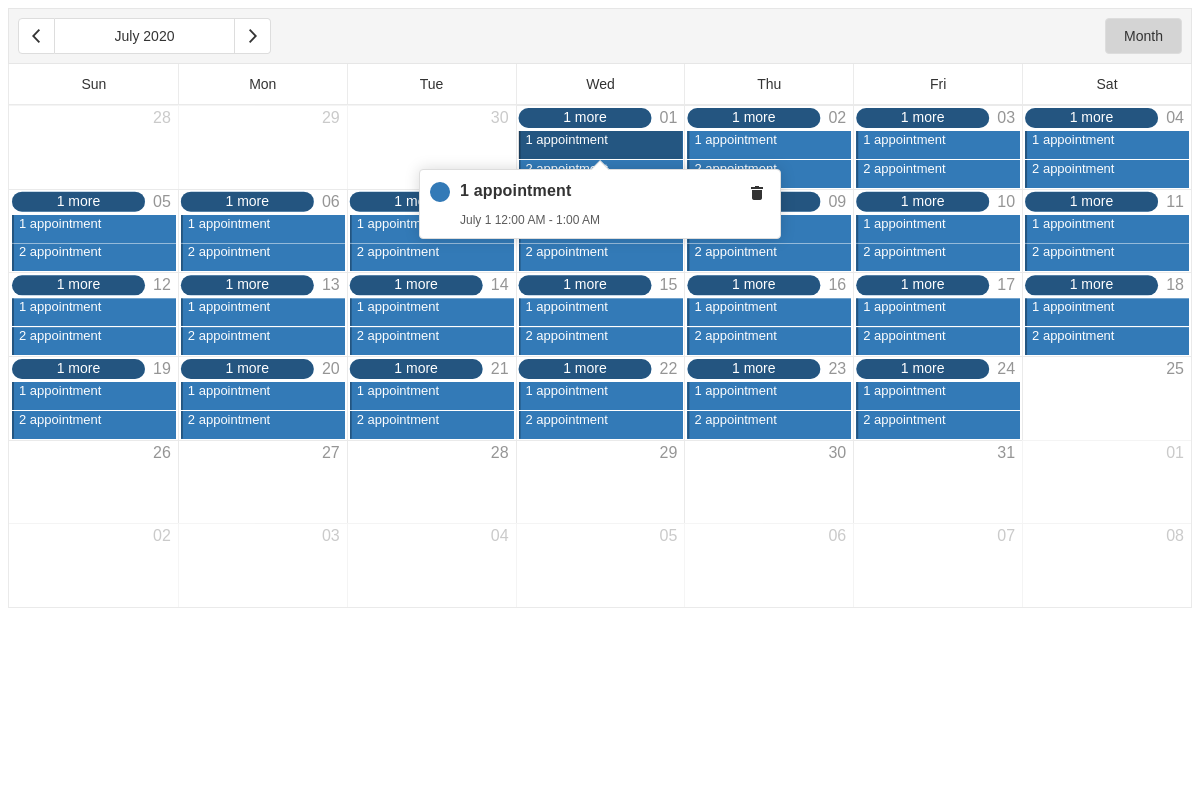 July 2020
Month
Sun Mon Tue Wed Thu Fri Sat
28 29 30 1 more 01 1 more 02 1 more 03 1 more 04
1 appointment 1 appointment 1 appointment 1 appointment
2 appointment 2 appointment 2 appointment 2 appointment
1 appointment
July 1 12:00 AM - 1:00 AM
1 more 05 1 more 06 09 1 more 10 1 more 11
1 appointment 1 appointment 1 appointment 1 appointment
2 appointment 2 appointment 2 appointment 2 appointment 2 appointment 2 appointment 2 appointment
1 more 12 1 more 13 1 more 14 1 more 15 1 more 16 1 more 17 1 more 18
1 appointment 1 appointment 1 appointment 1 appointment 1 appointment 1 appointment 1 appointment
2 appointment 2 appointment 2 appointment 2 appointment 2 appointment 2 appointment 2 appointment
1 more 19 1 more 20 1 more 21 1 more 22 1 more 23 1 more 24 25
1 appointment 1 appointment 1 appointment 1 appointment 1 appointment 1 appointment
2 appointment 2 appointment 2 appointment 2 appointment 2 appointment 2 appointment
26 27 28 29 30 31 01
02 03 04 05 06 07 08